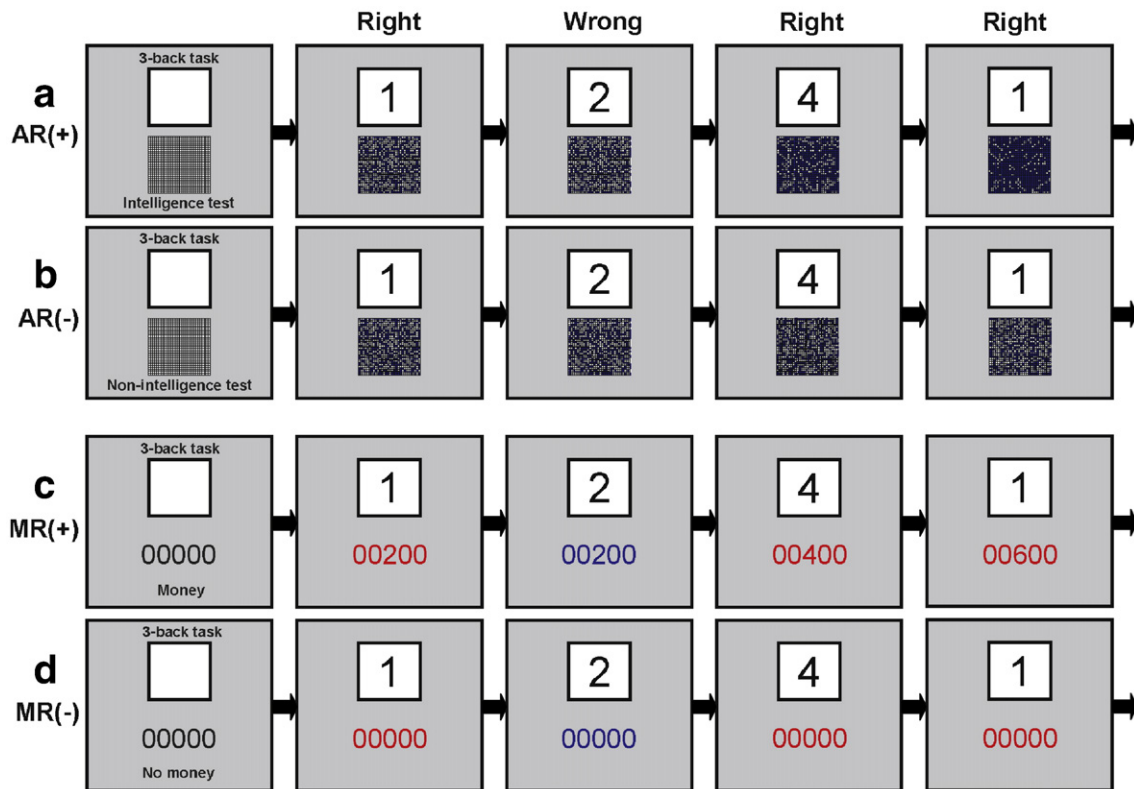 Right Wrong Right Right
a
AR(+)
3-back task
Intelligence test
1 2 4 1
b
AR(-)
3-back task
Non-intelligence test
1 2 4 1
c
MR(+)
3-back task
1 2 4 1
00000 00200 00200 00400 00600
Money
d
MR(-)
3-back task
1 2 4 1
00000 00000 00000 00000 00000
No money